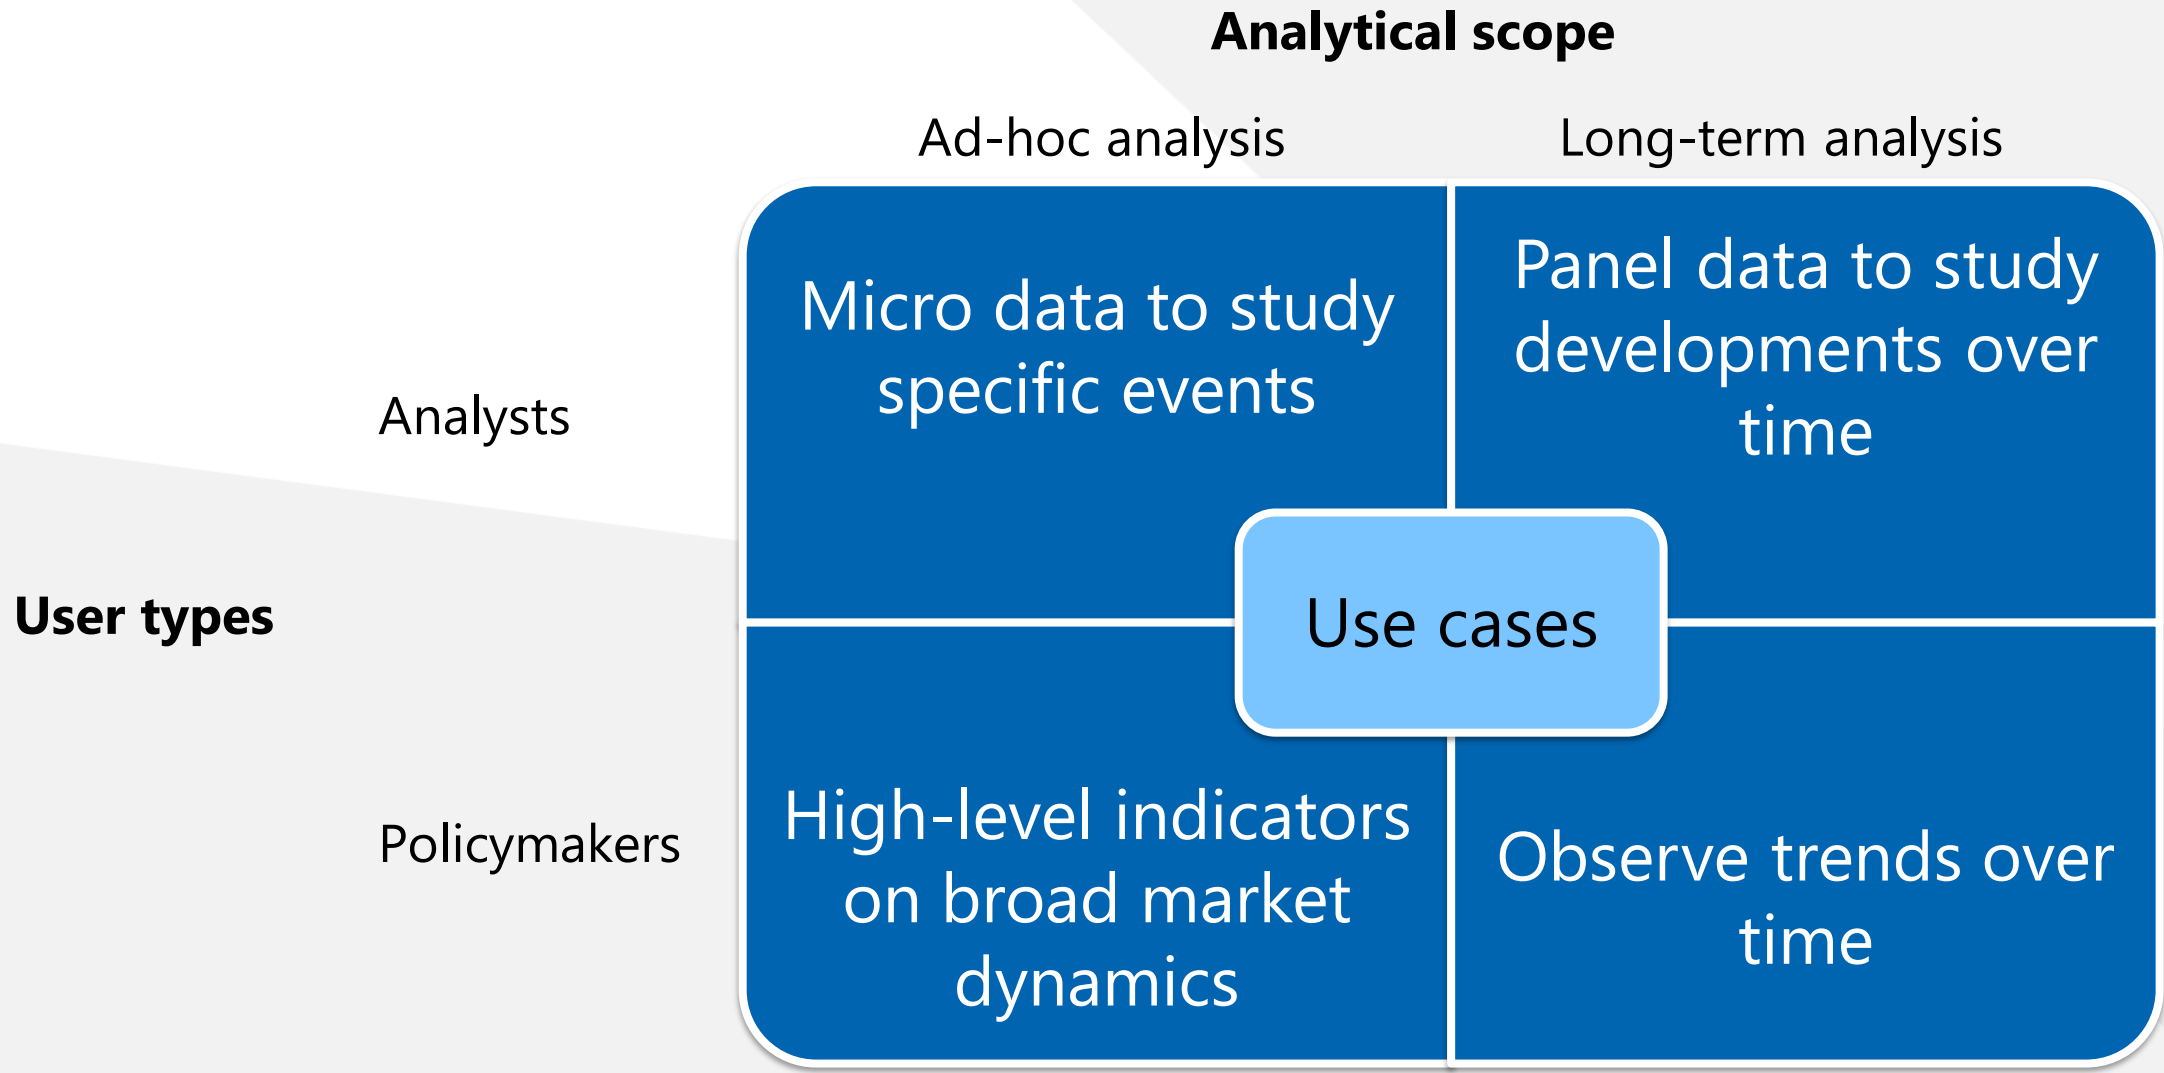 Analytical scope
Ad-hoc analysis
Long-term analysis
Analysts
Micro data to study
specific events
Panel data to study
developments over
time
User types
Use cases
Policymakers
High-level indicators
on broad market
dynamics
Observe trends over
time